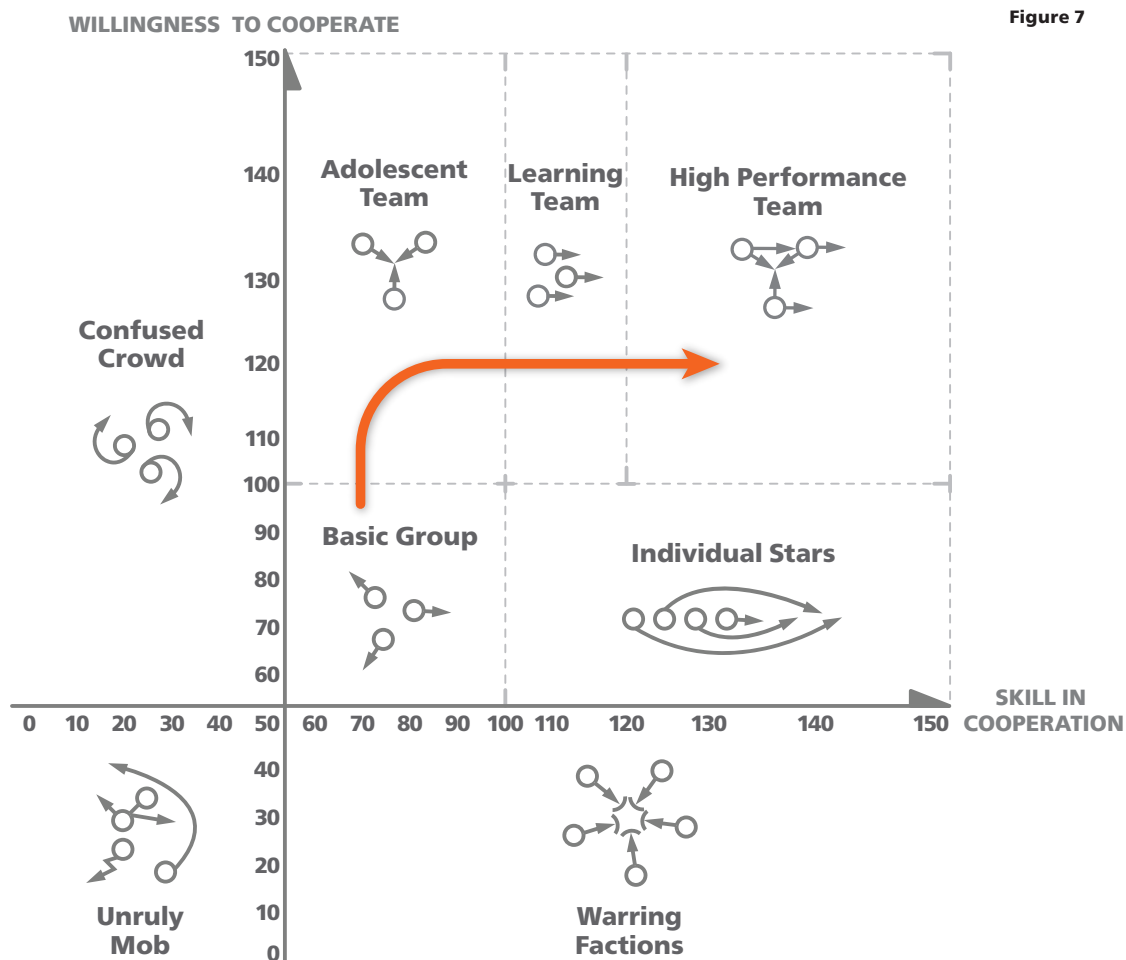 WILLINGNESS TO COOPERATE
Figure 7
150
140
130
120
110
100
90
80
70
60
Adolescent
Team
Learning
Team
High Performance
Team
Confused
Crowd
Basic Group
Individual Stars
0 10 20 30 40 50 60 70 80 90 100 110 120 130 140 150
SKILL IN
COOPERATION
40
30
20
10
0
Unruly
Mob
Warring
Factions